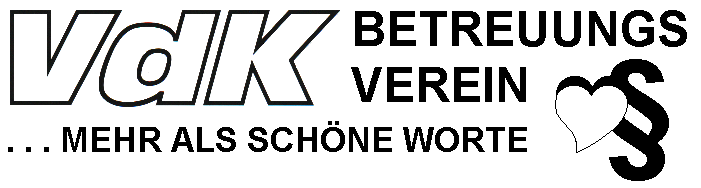 VdK BETREUUNGS
VEREIN
... MEHR ALS SCHÖNE WORTE
§